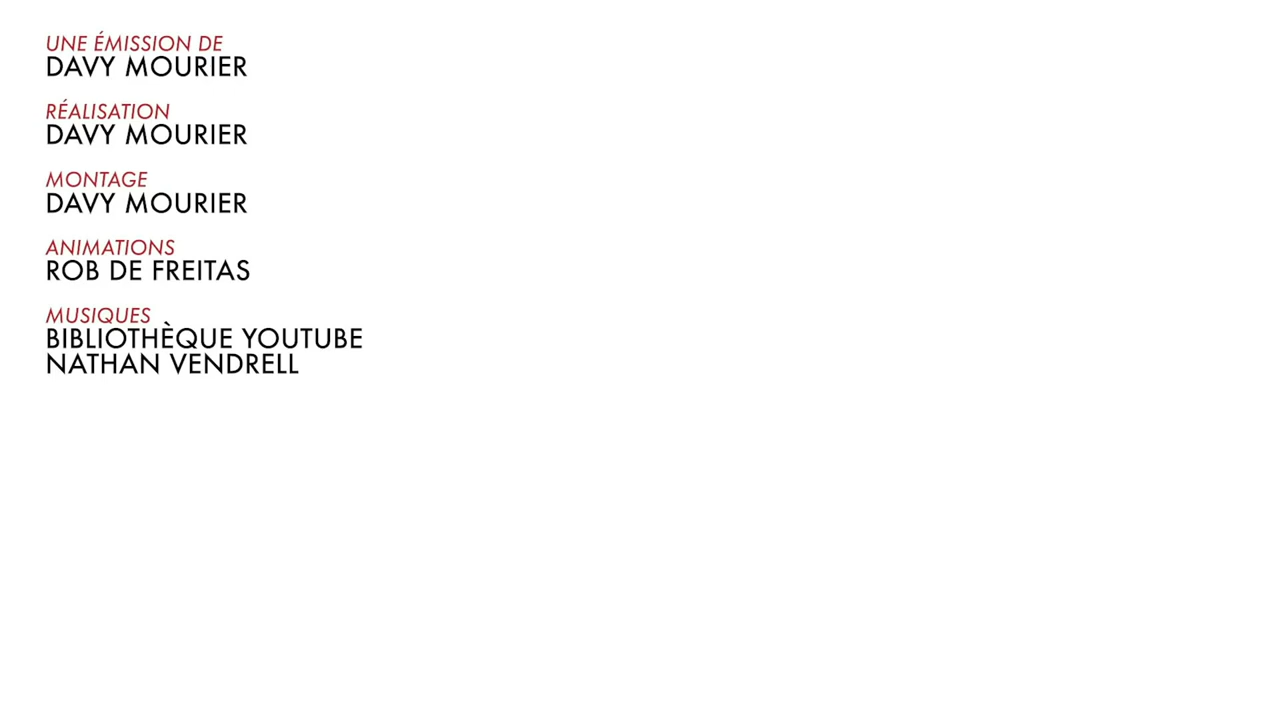 UNE ÉMISSION DE
DAVY MOURIER
RÉALISATION
DAVY MOURIER
MONTAGE
DAVY MOURIER
ANIMATIONS
ROB DE FREITAS
MUSIQUES
BIBLIOTHÈQUE YOUTUBE
NATHAN VENDRELL